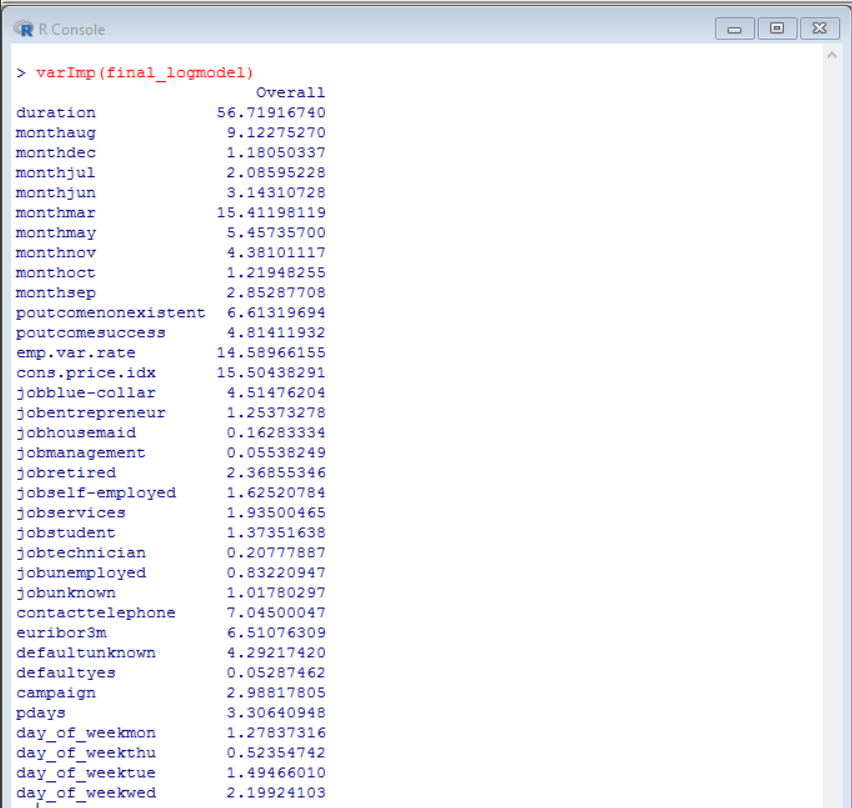 R Console
> varImp(final_logmodel)
Overall
duration 56.71916740
monthaug 9.12275270
monthdec 1.18050337
monthjul 2.08595228
monthjun 3.14310728
monthmar 15.41198119
monthmay 5.45735700
monthnov 4.38101117
monthoct 1.21948255
monthsep 2.85287708
poutcomenonexistent 6.61319694
poutcomesuccess 4.81411932
emp.var.rate 14.58966155
cons.price.idx 15.50438291
jobblue-collar 4.51476204
jobentrepreneur 1.25373278
jobhousemaid 0.16283334
jobmanagement 0.05538249
jobretired 2.36855346
jobself-employed 1.62520784
jobservices 1.93500465
jobstudent 1.37351638
jobtechnician 0.20777887
jobunemployed 0.83220947
jobunknown 1.01780297
contacttelephone 7.04500047
euribor3m 6.51076309
defaultunknown 4.29217420
defaultyes 0.05287462
campaign 2.98817805
pdays 3.30640948
day_of_weekmon 1.27837316
day_of_weekthu 0.52354742
day_of_weektue 1.49466010
day_of_weekwed 2.19924103